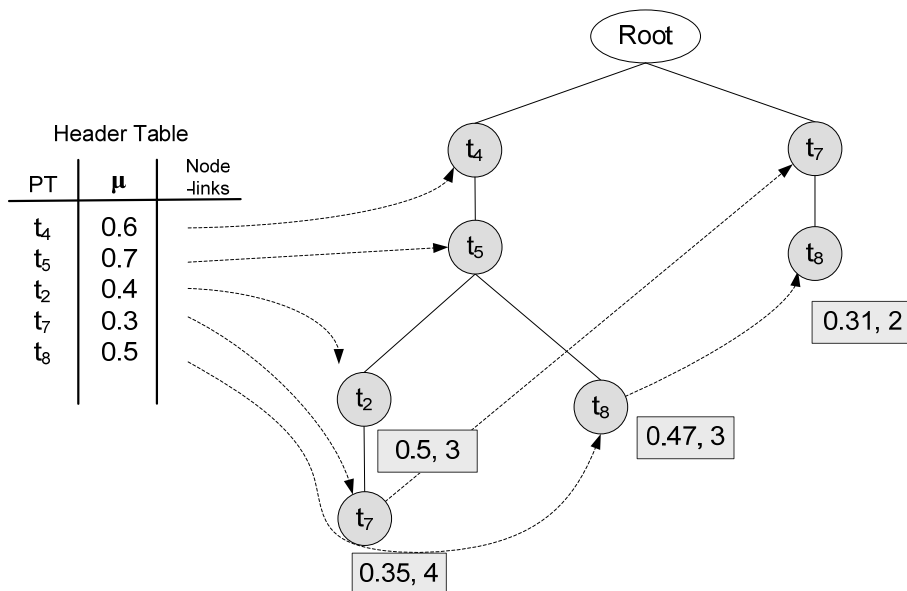 Root
Header Table
PT μ Node -links
t₄ 0.6
t₅ 0.7
t₂ 0.4
t₇ 0.3
t₈ 0.5
t₄
t₇
t₅
t₈
0.31, 2
t₂
t₈
0.5, 3
0.47, 3
t₇
0.35, 4